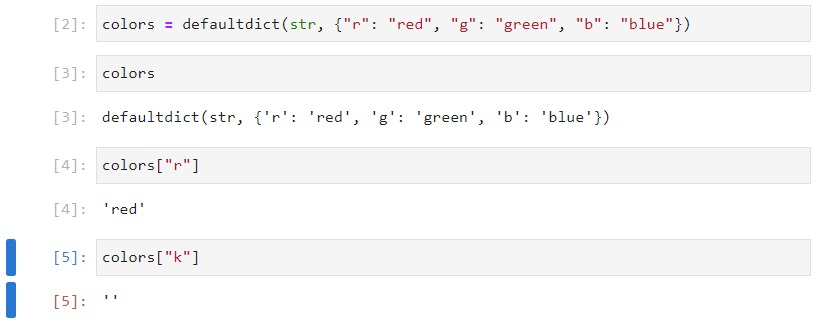 [2]: colors = defaultdict(str, {"r": "red", "g": "green", "b": "blue"})
[3]: colors
[3]: defaultdict(str, {'r': 'red', 'g': 'green', 'b': 'blue'})
[4]: colors["r"]
[4]: 'red'
[5]: colors["k"]
[5]: ''